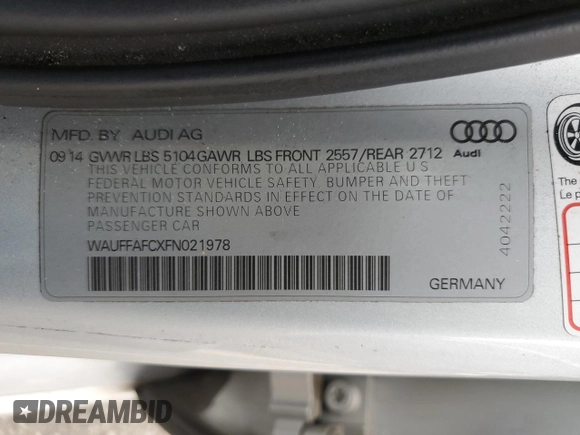 MFD. BY AUDI AG
09 14 GVWR LBS 5104 GAWR LBS FRONT 2557/REAR 2712 Audi
THIS VEHICLE CONFORMS TO ALL APPLICABLE U S
FEDERAL MOTOR VEHICLE SAFETY, BUMPER AND THEFT
PREVENTION STANDARDS IN EFFECT ON THE DATE OF
MANUFACTURE SHOWN ABOVE
PASSENGER CAR
WAUFFAFCXFN021978
GERMANY
4042222
The
Le p
DREAMBID